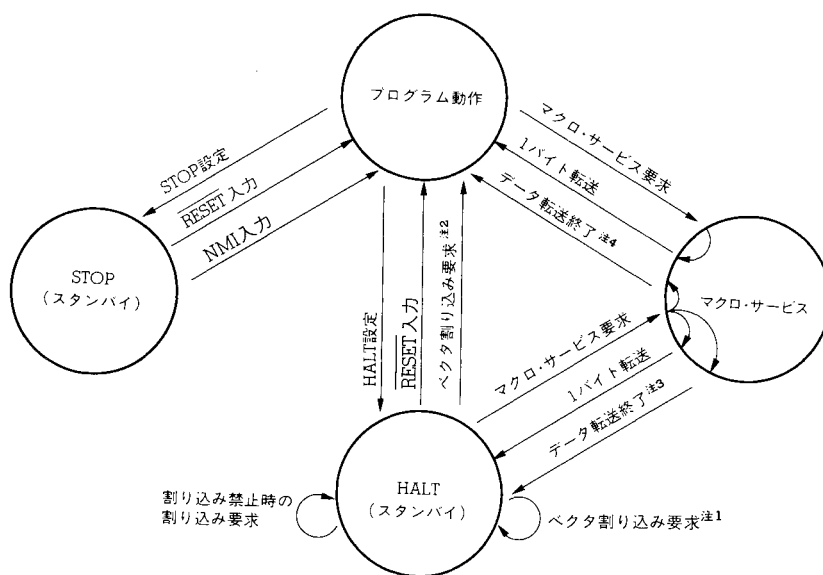 プログラム動作
STOP設定
RESET入力
NMI入力
マクロ・サービス要求
1バイト転送
データ転送終了注4
STOP
(スタンバイ)
HALT設定
RESET入力
ベクタ割り込み要求注2
マクロ・サービス
マクロ・サービス要求
1バイト転送
データ転送終了注3
HALT
(スタンバイ)
割り込み禁止時の
割り込み要求
ベクタ割り込み要求注1